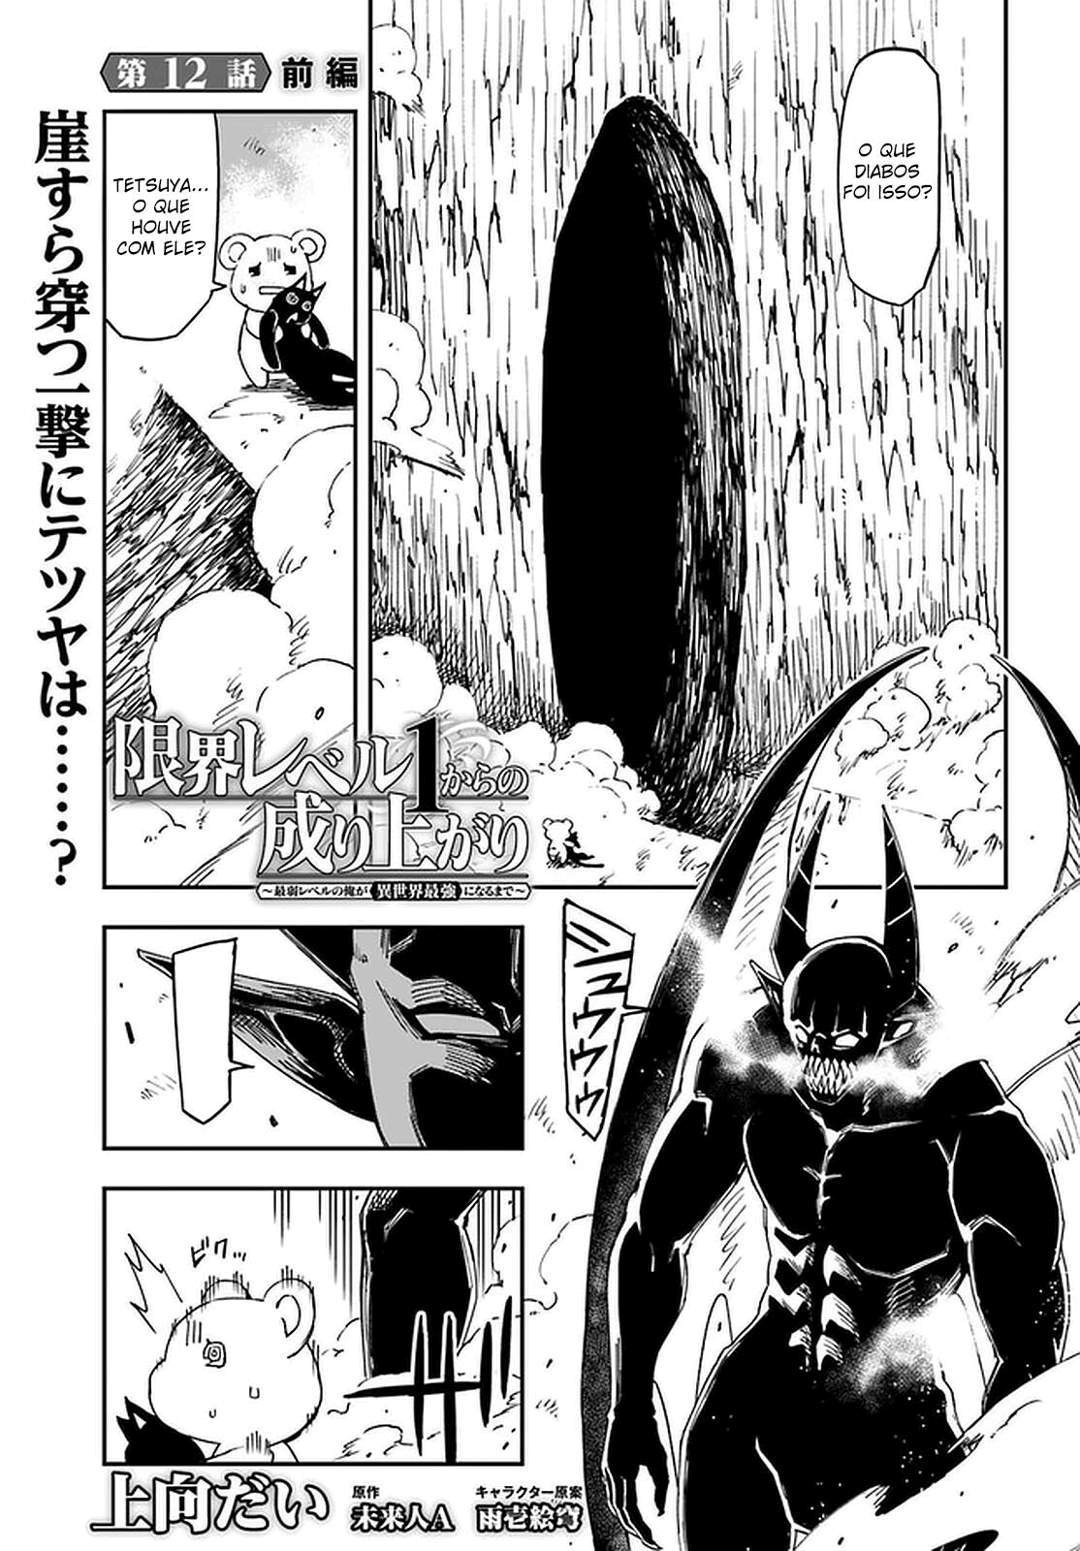 第12話 前編
O QUE
DIABOS
FOI ISSO?
TETSUYA...
O QUE
HOUVE
COM ELE?
崖すら穿つ一撃にテツヤは………？
限界レベル1からの
成り上がり
～最弱レベルの俺が異世界最強になるまで～
シュウウゥゥ
ビクッ
ザッ
上向だい
原作
未来人A
キャラクター原案
雨壱絵穹